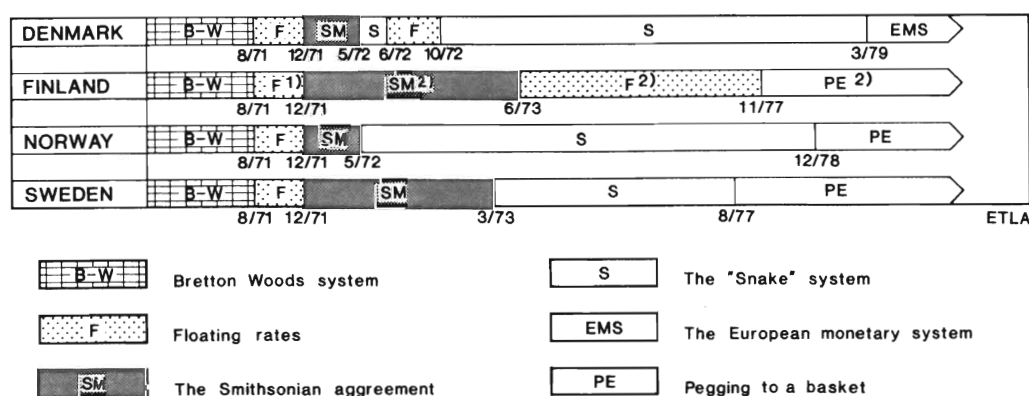 DENMARK B-W F SM S F S EMS
8/71 12/71 5/72 6/72 10/72 3/79
FINLAND B-W F 1) SM 2) F 2) PE 2)
8/71 12/71 6/73 11/77
NORWAY B-W F SM S PE
8/71 12/71 5/72 12/78
SWEDEN B-W F SM S PE
8/71 12/71 3/73 8/77 ETLA
B-W Bretton Woods system
S The "Snake" system
F Floating rates
EMS The European monetary system
SM The Smithsonian aggreement
PE Pegging to a basket